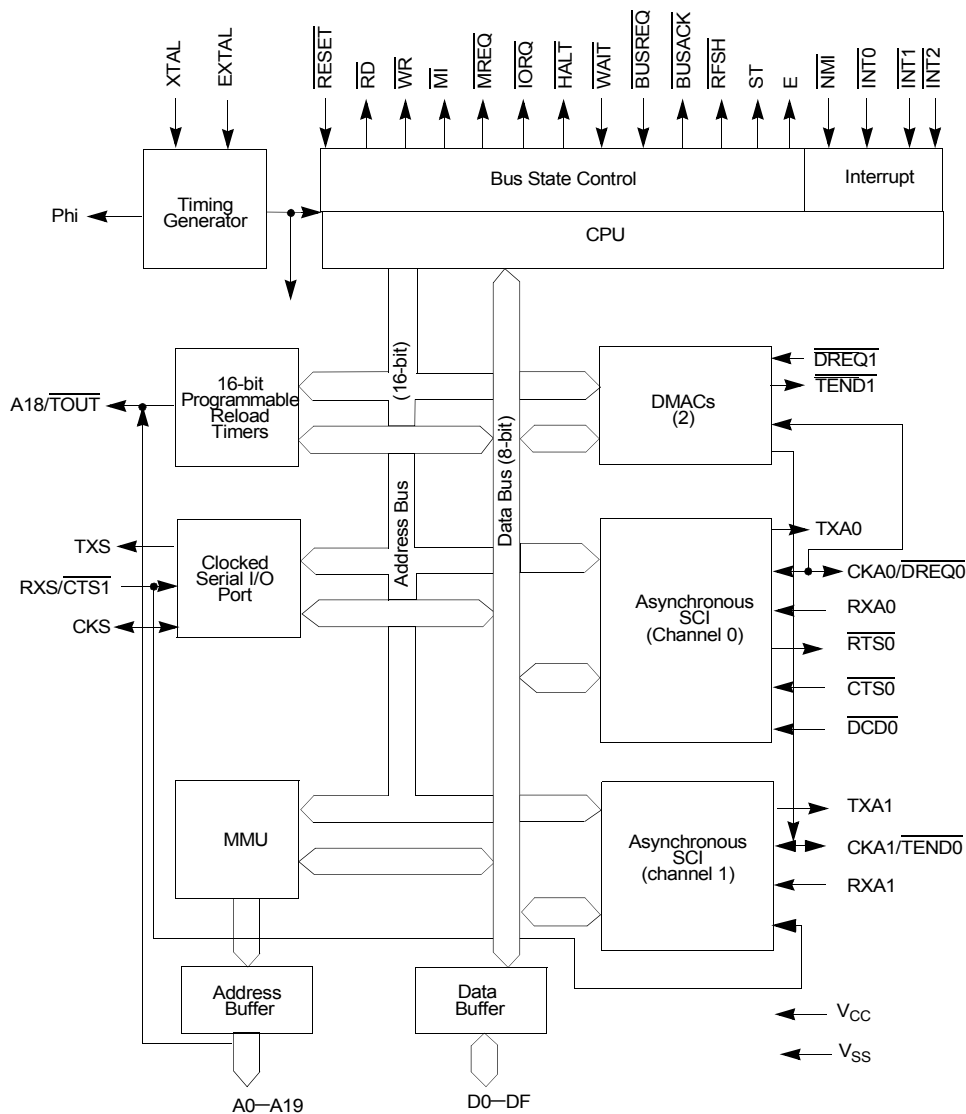 XTAL
EXTAL
RESET
RD
WR
MI
MREQ
IORQ
HALT
WAIT
BUSREQ
BUSACK
RFSH
ST
E
NMI
INT0
INT1
INT2
Timing
Generator
Phi
Bus State Control
Interrupt
CPU
16-bit
Programmable
Reload
Timers
A18/TOUT
(16-bit)
Address Bus
Data Bus (8-bit)
DMACs
(2)
DREQ1
TEND1
TXS
RXS/CTS1
CKS
Clocked
Serial I/O
Port
Asynchronous
SCI
(Channel 0)
TXA0
CKA0/DREQ0
RXA0
RTS0
CTS0
DCD0
MMU
Asynchronous
SCI
(channel 1)
TXA1
CKA1/TEND0
RXA1
Address
Buffer
Data
Buffer
VCC
VSS
A0–A19
D0–DF